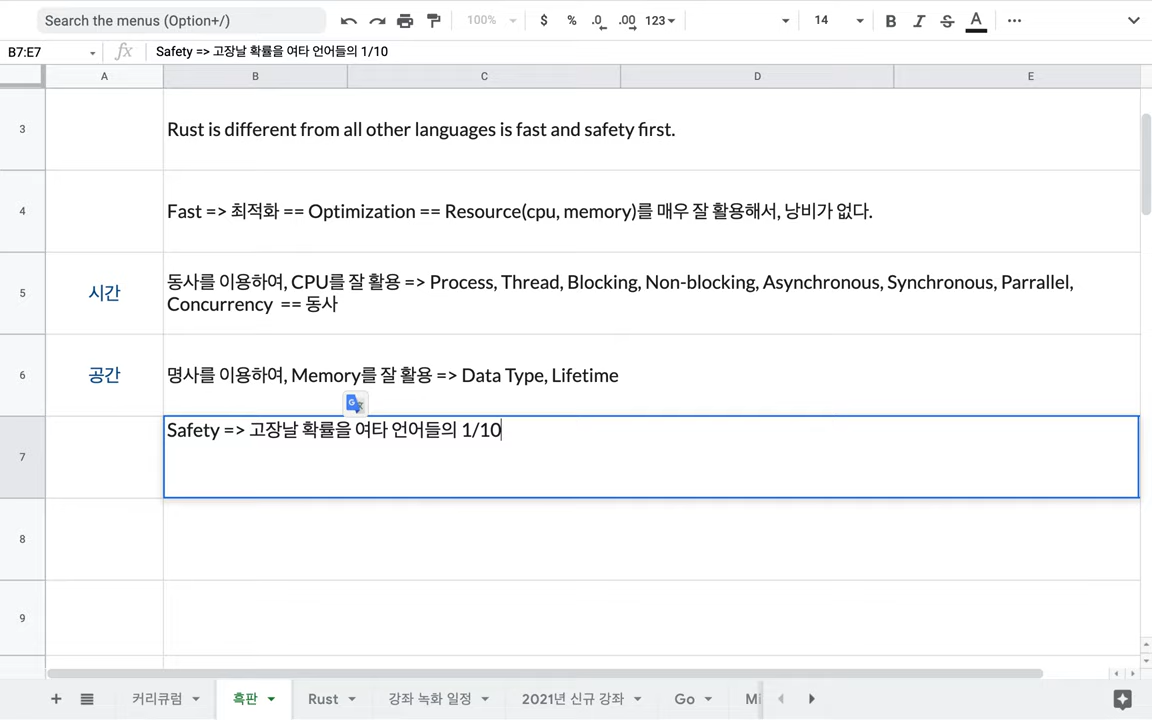 Search the menus (Option+/)
100%
$ % .0 .00 123
14
B I S A
B7:E7
fx
Safety => 고장날 확률을 여타 언어들의 1/10
A B C D E
3
Rust is different from all other languages is fast and safety first.
4
Fast => 최적화 == Optimization == Resource(cpu, memory)를 매우 잘 활용해서, 낭비가 없다.
5
시간
동사를 이용하여, CPU를 잘 활용 => Process, Thread, Blocking, Non-blocking, Asynchronous, Synchronous, Parrallel,
Concurrency == 동사
6
공간
명사를 이용하여, Memory를 잘 활용 => Data Type, Lifetime
7
Safety => 고장날 확률을 여타 언어들의 1/10
8
9
커리큘럼 흑판 Rust 강좌 녹화 일정 2021년 신규 강좌 Go Mi